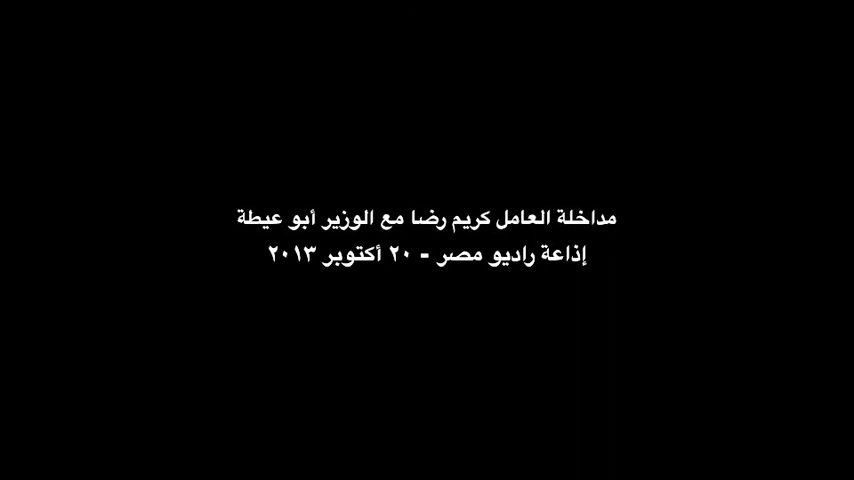 مداخلة العامل كريم رضا مع الوزير أبو عيطة
إذاعة راديو مصر - ٢٠ أكتوبر ٢٠١٣